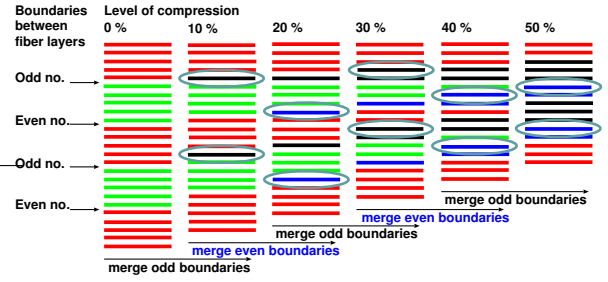 Boundaries between fiber layers
Level of compression
0 % 10 % 20 % 30 % 40 % 50 %
Odd no.
Even no.
Odd no.
Even no.
merge odd boundaries
merge even boundaries
merge odd boundaries
merge even boundaries
merge odd boundaries